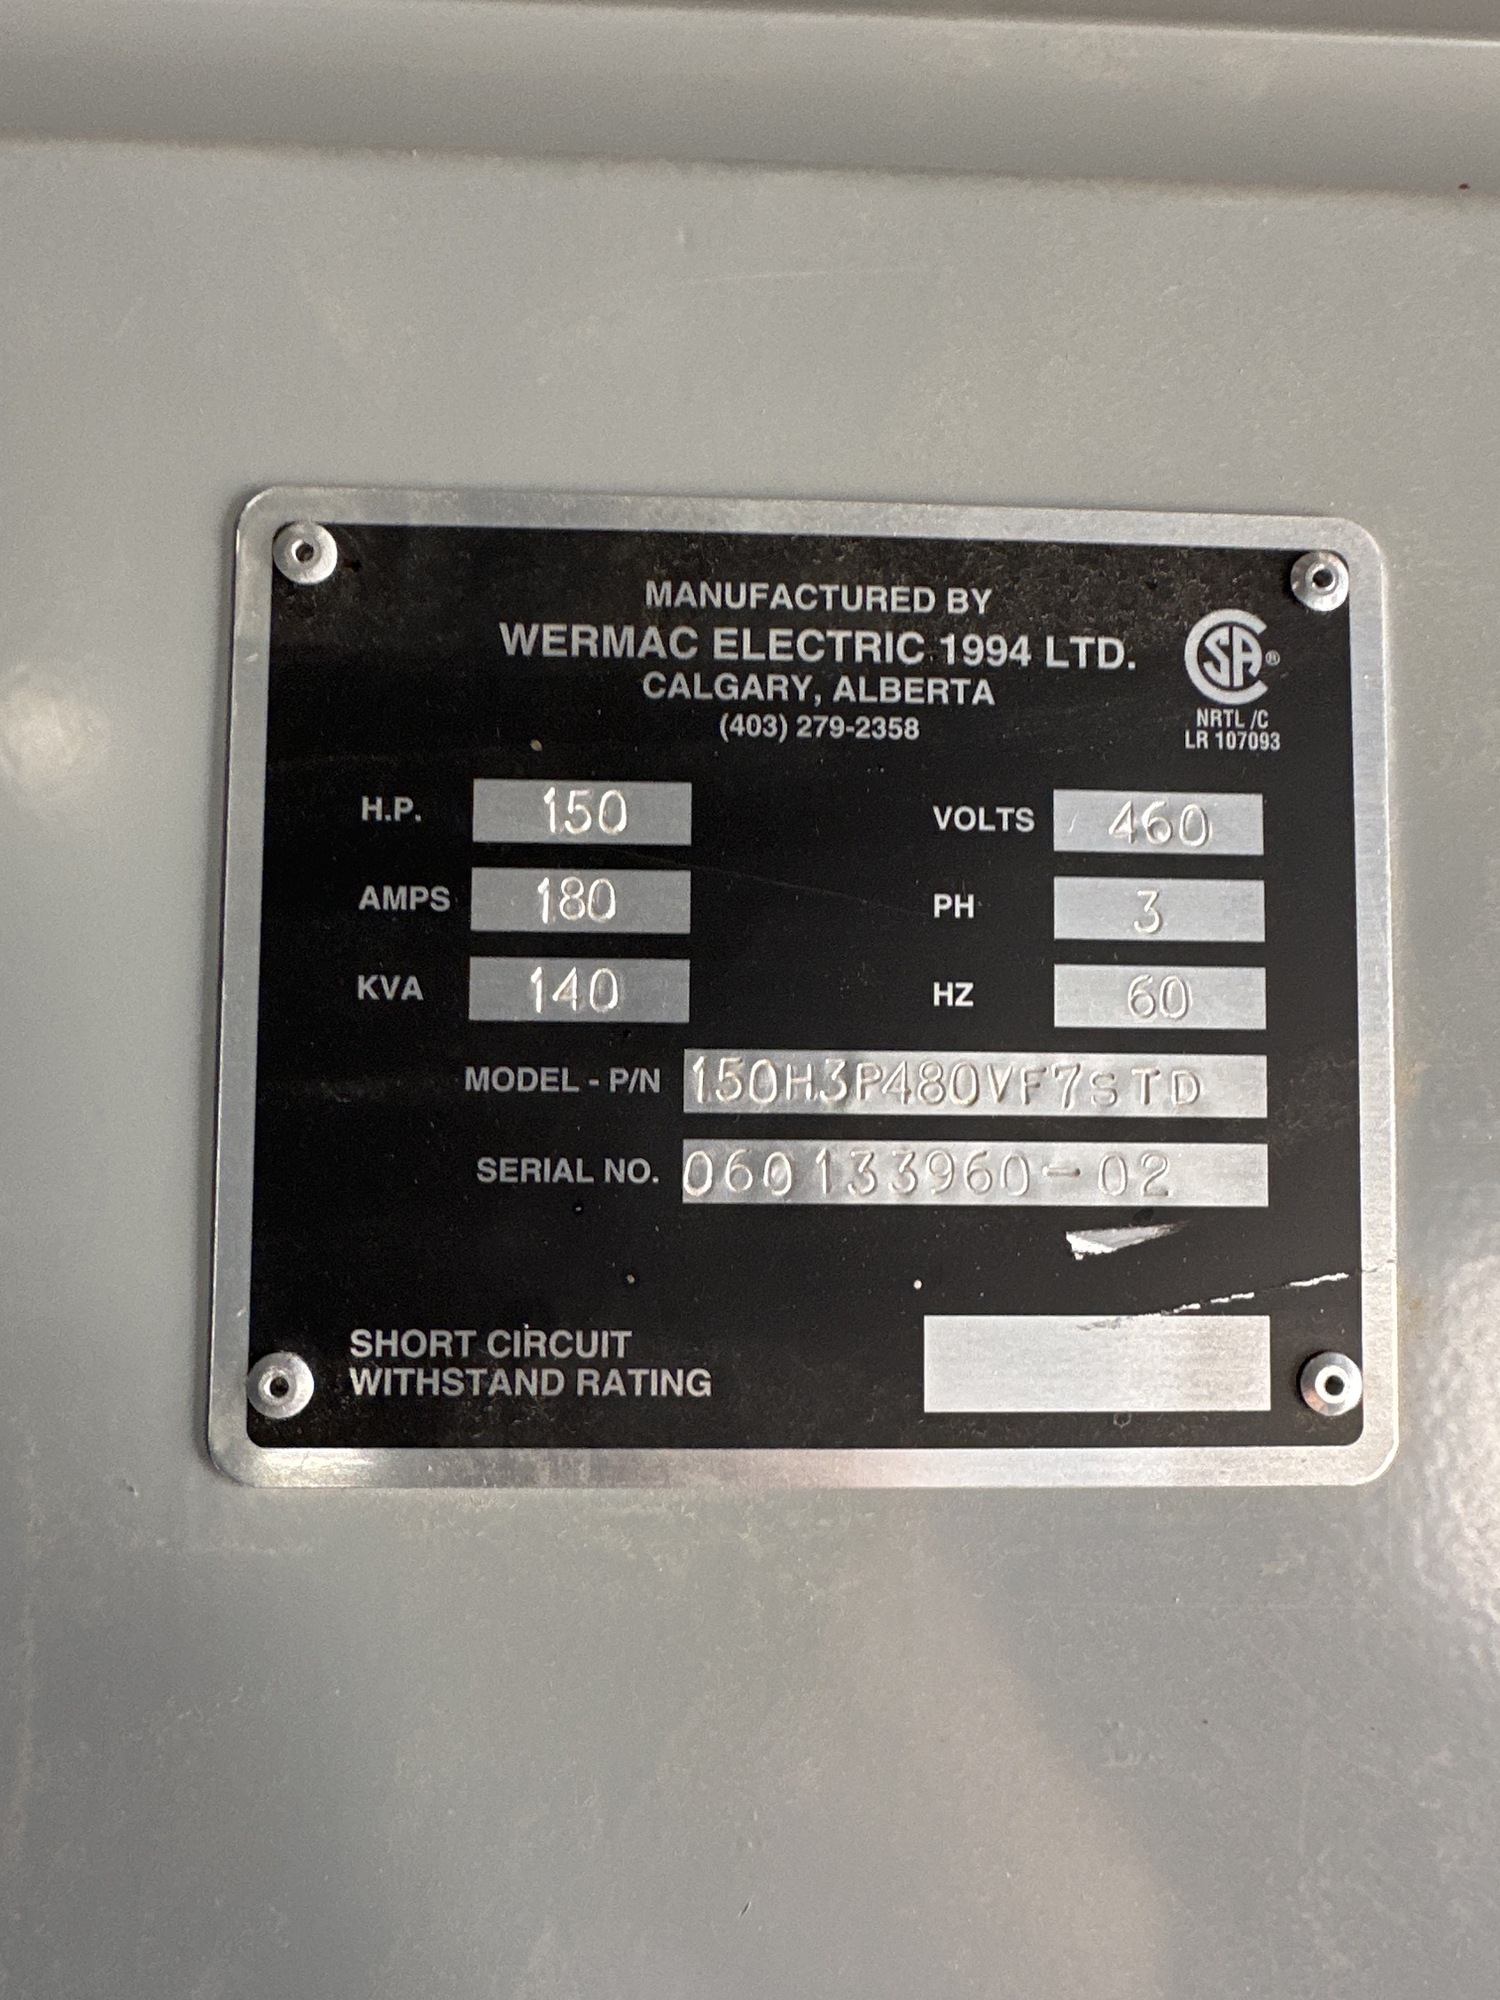 MANUFACTURED BY
WERMAC ELECTRIC 1994 LTD.
CALGARY, ALBERTA
(403) 279-2358
CSA®
NRTL /C
LR 107093
H.P. 150 VOLTS 460
AMPS 180 PH 3
KVA 140 HZ 60
MODEL - P/N 150H3P480VF7STD
SERIAL NO. 060133960-02
SHORT CIRCUIT
WITHSTAND RATING